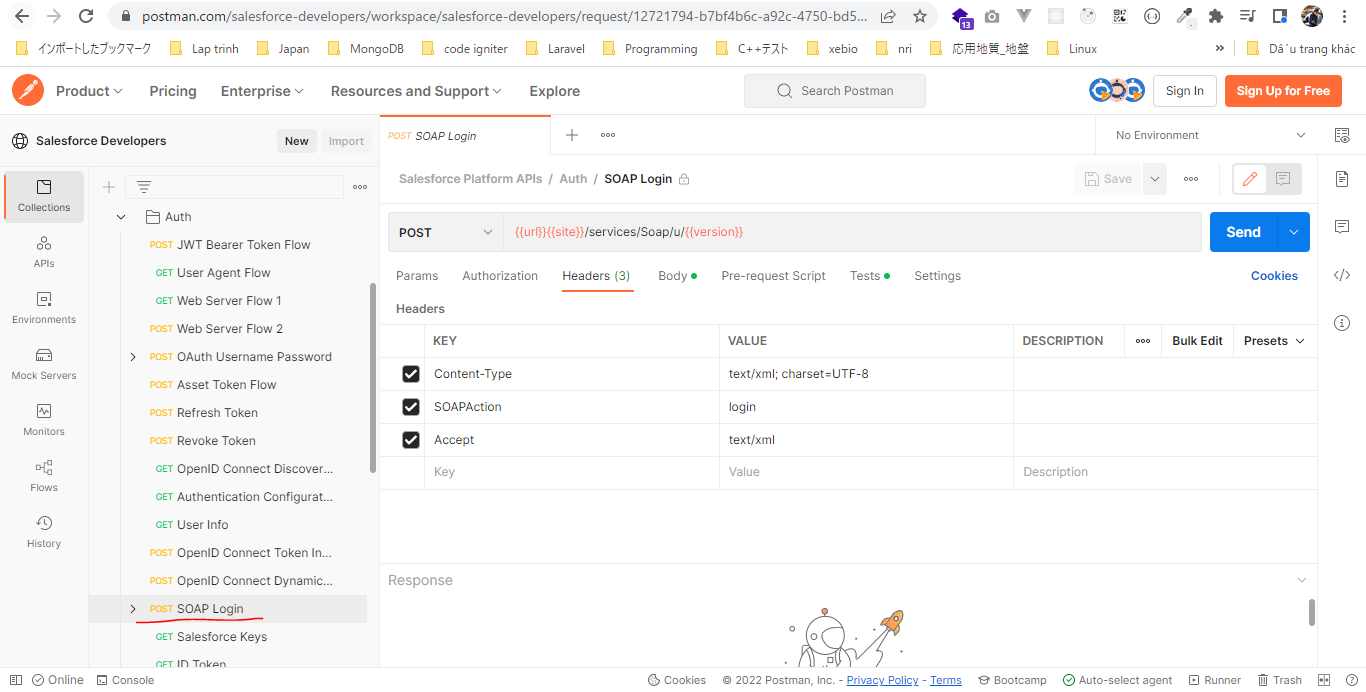 postman.com/salesforce-developers/workspace/salesforce-developers/request/12721794-b7bf4b6c-a92c-4750-bd5...
13
インポートしたブックマーク Lap trinh Japan MongoDB code igniter Laravel Programming C++テスト xebio nri 応用地質_地盤 Linux » Dấu trang khác
Product Pricing Enterprise Resources and Support Explore Search Postman Sign In Sign Up for Free
Salesforce Developers New Import
POST SOAP Login
No Environment
Collections
APIs
Environments
Mock Servers
Monitors
Flows
History
Auth
POST JWT Bearer Token Flow
GET User Agent Flow
GET Web Server Flow 1
POST Web Server Flow 2
POST OAuth Username Password
POST Asset Token Flow
POST Refresh Token
POST Revoke Token
GET OpenID Connect Discover...
GET Authentication Configurat...
GET User Info
POST OpenID Connect Token In...
POST OpenID Connect Dynamic...
POST SOAP Login
GET Salesforce Keys
GET ID Token
Salesforce Platform APIs / Auth / SOAP Login
Save
POST {{url}}{{site}}/services/Soap/u/{{version}} Send
Params Authorization Headers (3) Body Pre-request Script Tests Settings Cookies
Headers
KEY VALUE DESCRIPTION Bulk Edit Presets
Content-Type text/xml; charset=UTF-8
SOAPAction login
Accept text/xml
Key Value Description
Response
Online Console Cookies © 2022 Postman, Inc. - Privacy Policy - Terms Bootcamp Auto-select agent Runner Trash